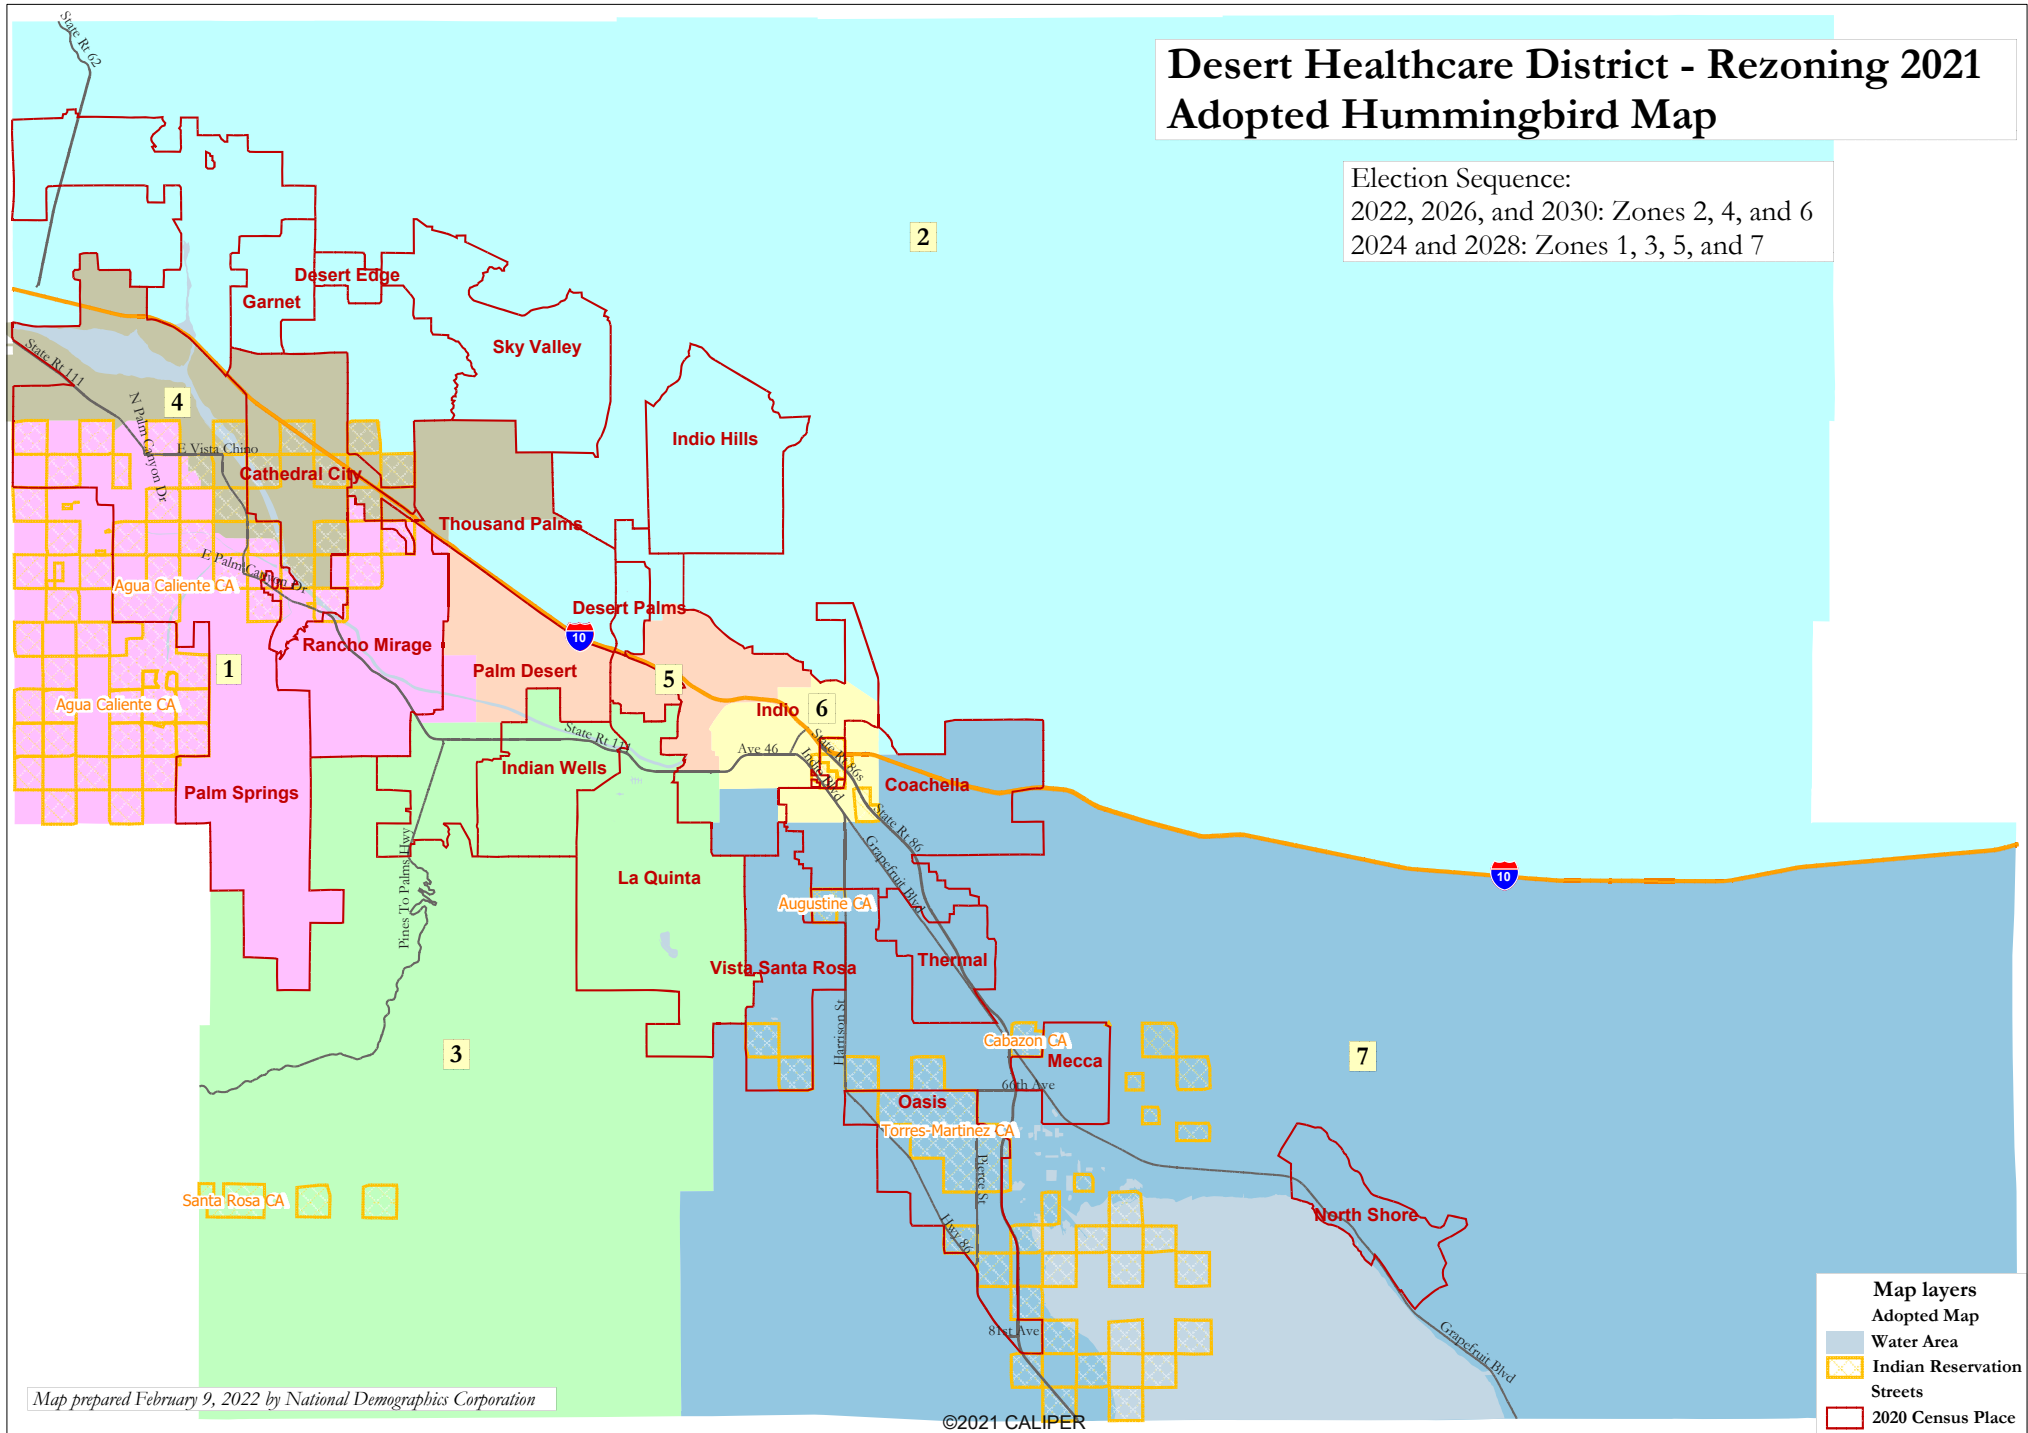 Desert Healthcare District - Rezoning 2021
Adopted Hummingbird Map
Election Sequence:
2022, 2026, and 2030: Zones 2, 4, and 6
2024 and 2028: Zones 1, 3, 5, and 7
State Rt 62
2
Desert Edge
Garnet
Sky Valley
State Rt 111
4
N Palm Canyon Dr
E Vista Chino
Indio Hills
Cathedral City
Thousand Palms
E Palm Canyon Dr
Agua Caliente CA
Desert Palms
10
Rancho Mirage
1
Palm Desert
5
Agua Caliente CA
Indio
6
State Rt 111
Ave 46
State Rt 86s
Indio Blvd
Indian Wells
Coachella
Palm Springs
State Rt 86
Pines To Palms Hwy
Grapefruit Blvd
La Quinta
10
Augustine CA
Vista Santa Rosa
Thermal
Harrison St
Cabazon CA
3
Mecca
7
66th Ave
Oasis
Torres-Martinez CA
Pierce St
Santa Rosa CA
North Shore
Hwy 86
81st Ave
Grapefruit Blvd
Map layers
Adopted Map
Water Area
Indian Reservation
Streets
2020 Census Place
Map prepared February 9, 2022 by National Demographics Corporation
©2021 CALIPER